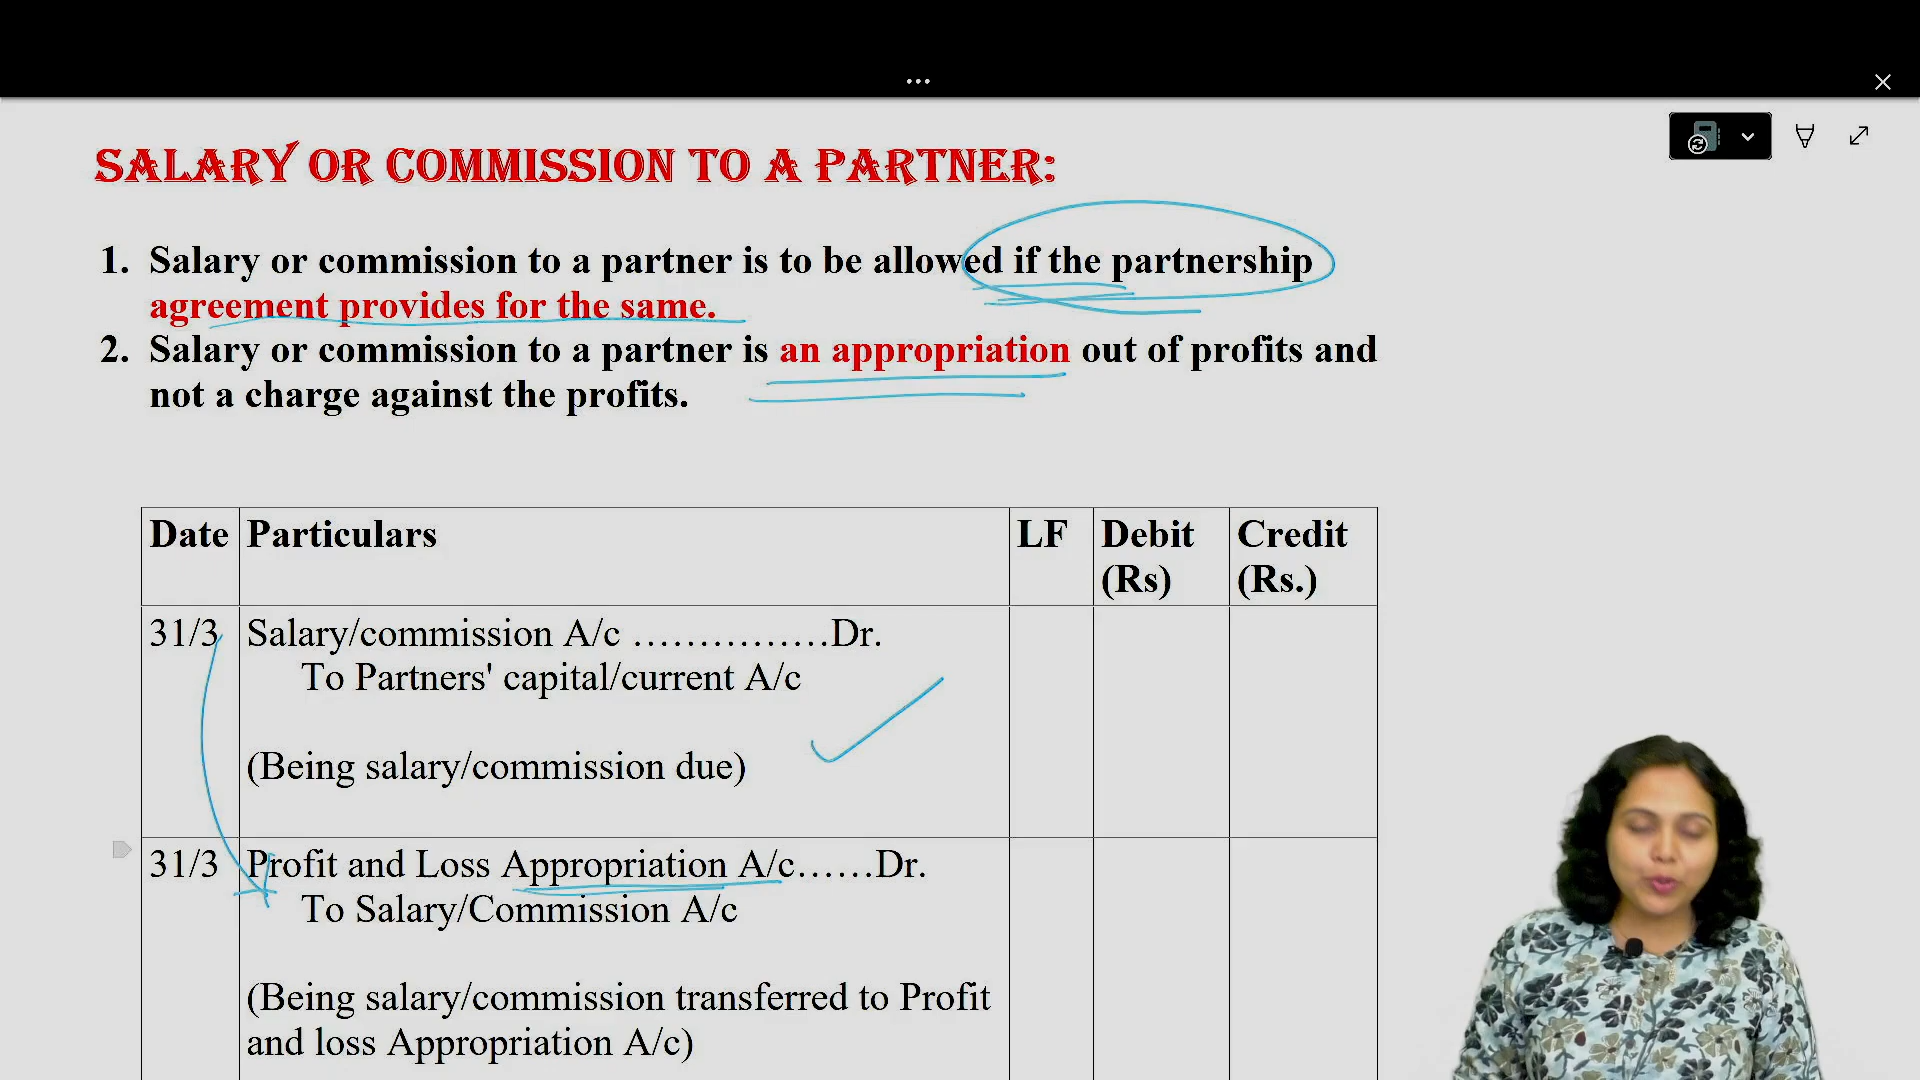 SALARY OR COMMISSION TO A PARTNER:
1. Salary or commission to a partner is to be allowed if the partnership
agreement provides for the same.
2. Salary or commission to a partner is an appropriation out of profits and
not a charge against the profits.
Date Particulars LF Debit (Rs) Credit (Rs.)
31/3 Salary/commission A/c ……………Dr.
To Partners' capital/current A/c
(Being salary/commission due)
31/3 Profit and Loss Appropriation A/c……Dr.
To Salary/Commission A/c
(Being salary/commission transferred to Profit
and loss Appropriation A/c)